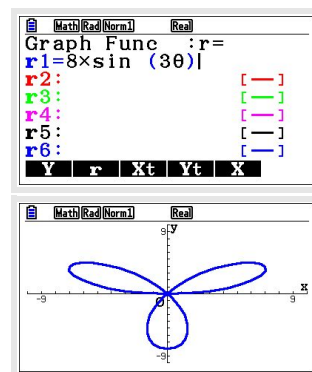 Math Rad Norm1 Real
Graph Func :r=
r1=8×sin (3θ)
r2: [—]
r3: [—]
r4: [—]
r5: [—]
r6: [—]
Y r Xt Yt X
Math Rad Norm1 Real
9 y
x
-9 O 9
-9